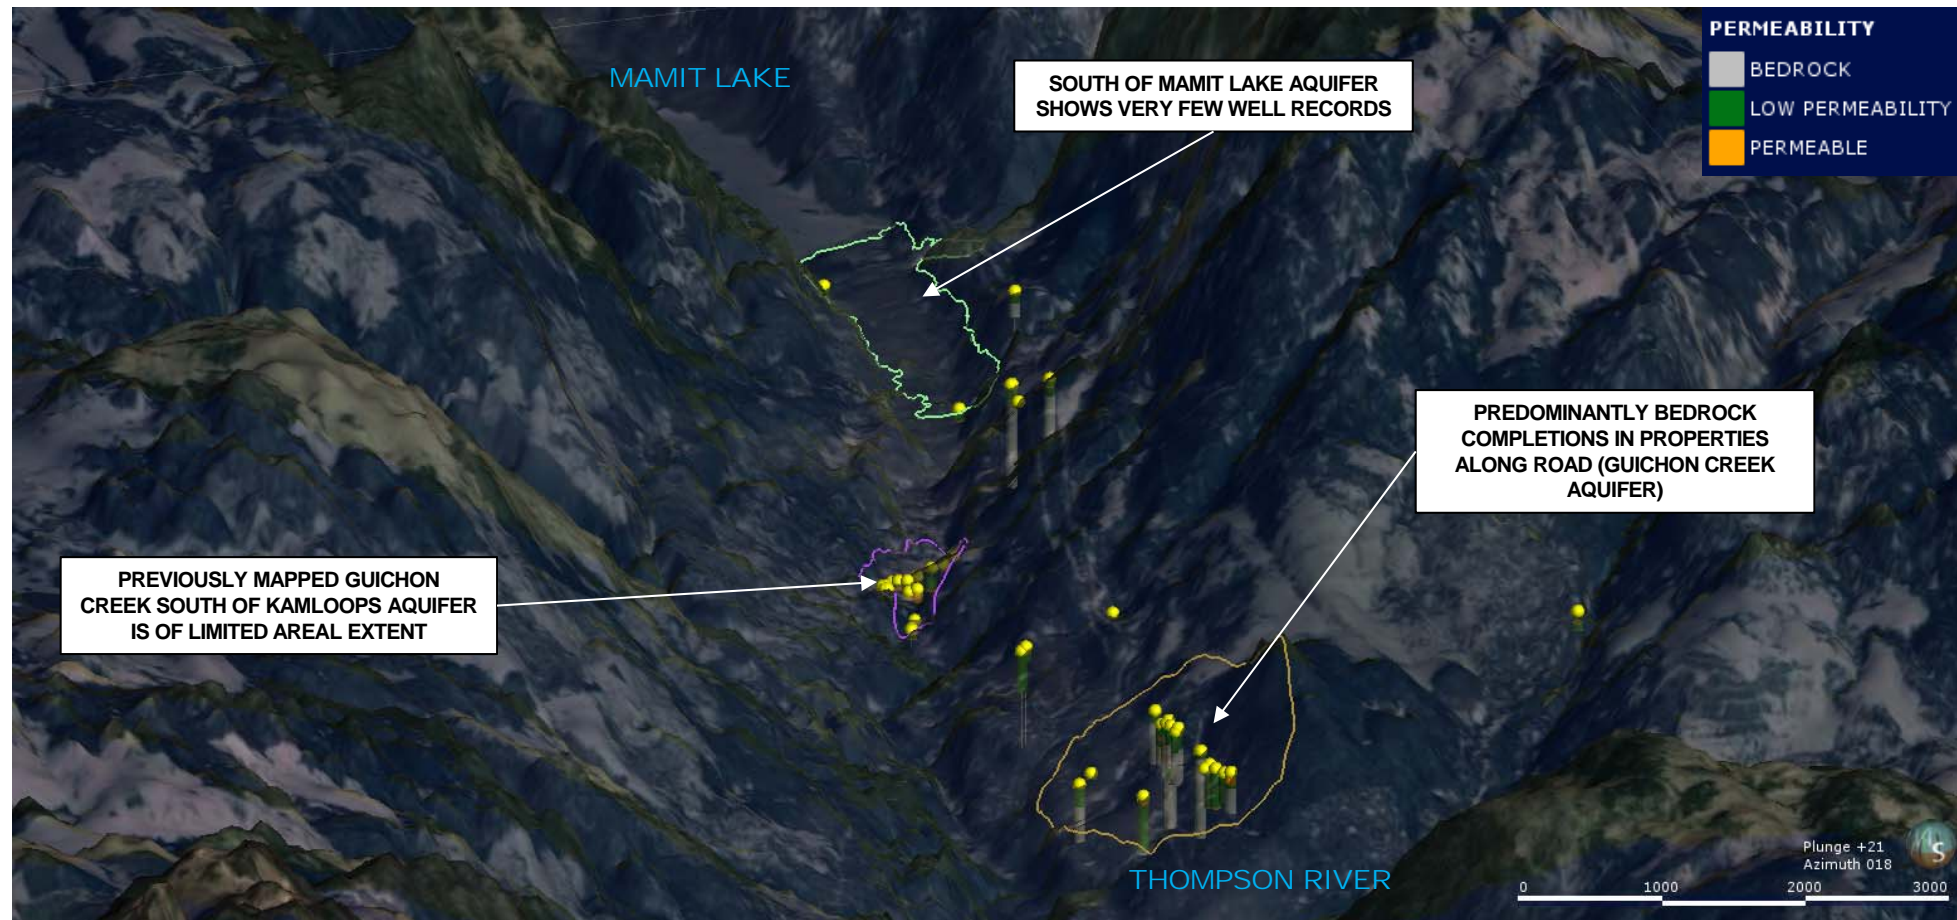 MAMIT LAKE
SOUTH OF MAMIT LAKE AQUIFER
SHOWS VERY FEW WELL RECORDS
PERMEABILITY
BEDROCK
LOW PERMEABILITY
PERMEABLE
PREDOMINANTLY BEDROCK
COMPLETIONS IN PROPERTIES
ALONG ROAD (GUICHON CREEK
AQUIFER)
PREVIOUSLY MAPPED GUICHON
CREEK SOUTH OF KAMLOOPS AQUIFER
IS OF LIMITED AREAL EXTENT
THOMPSON RIVER
Plunge +21
Azimuth 018
S
0 1000 2000 3000